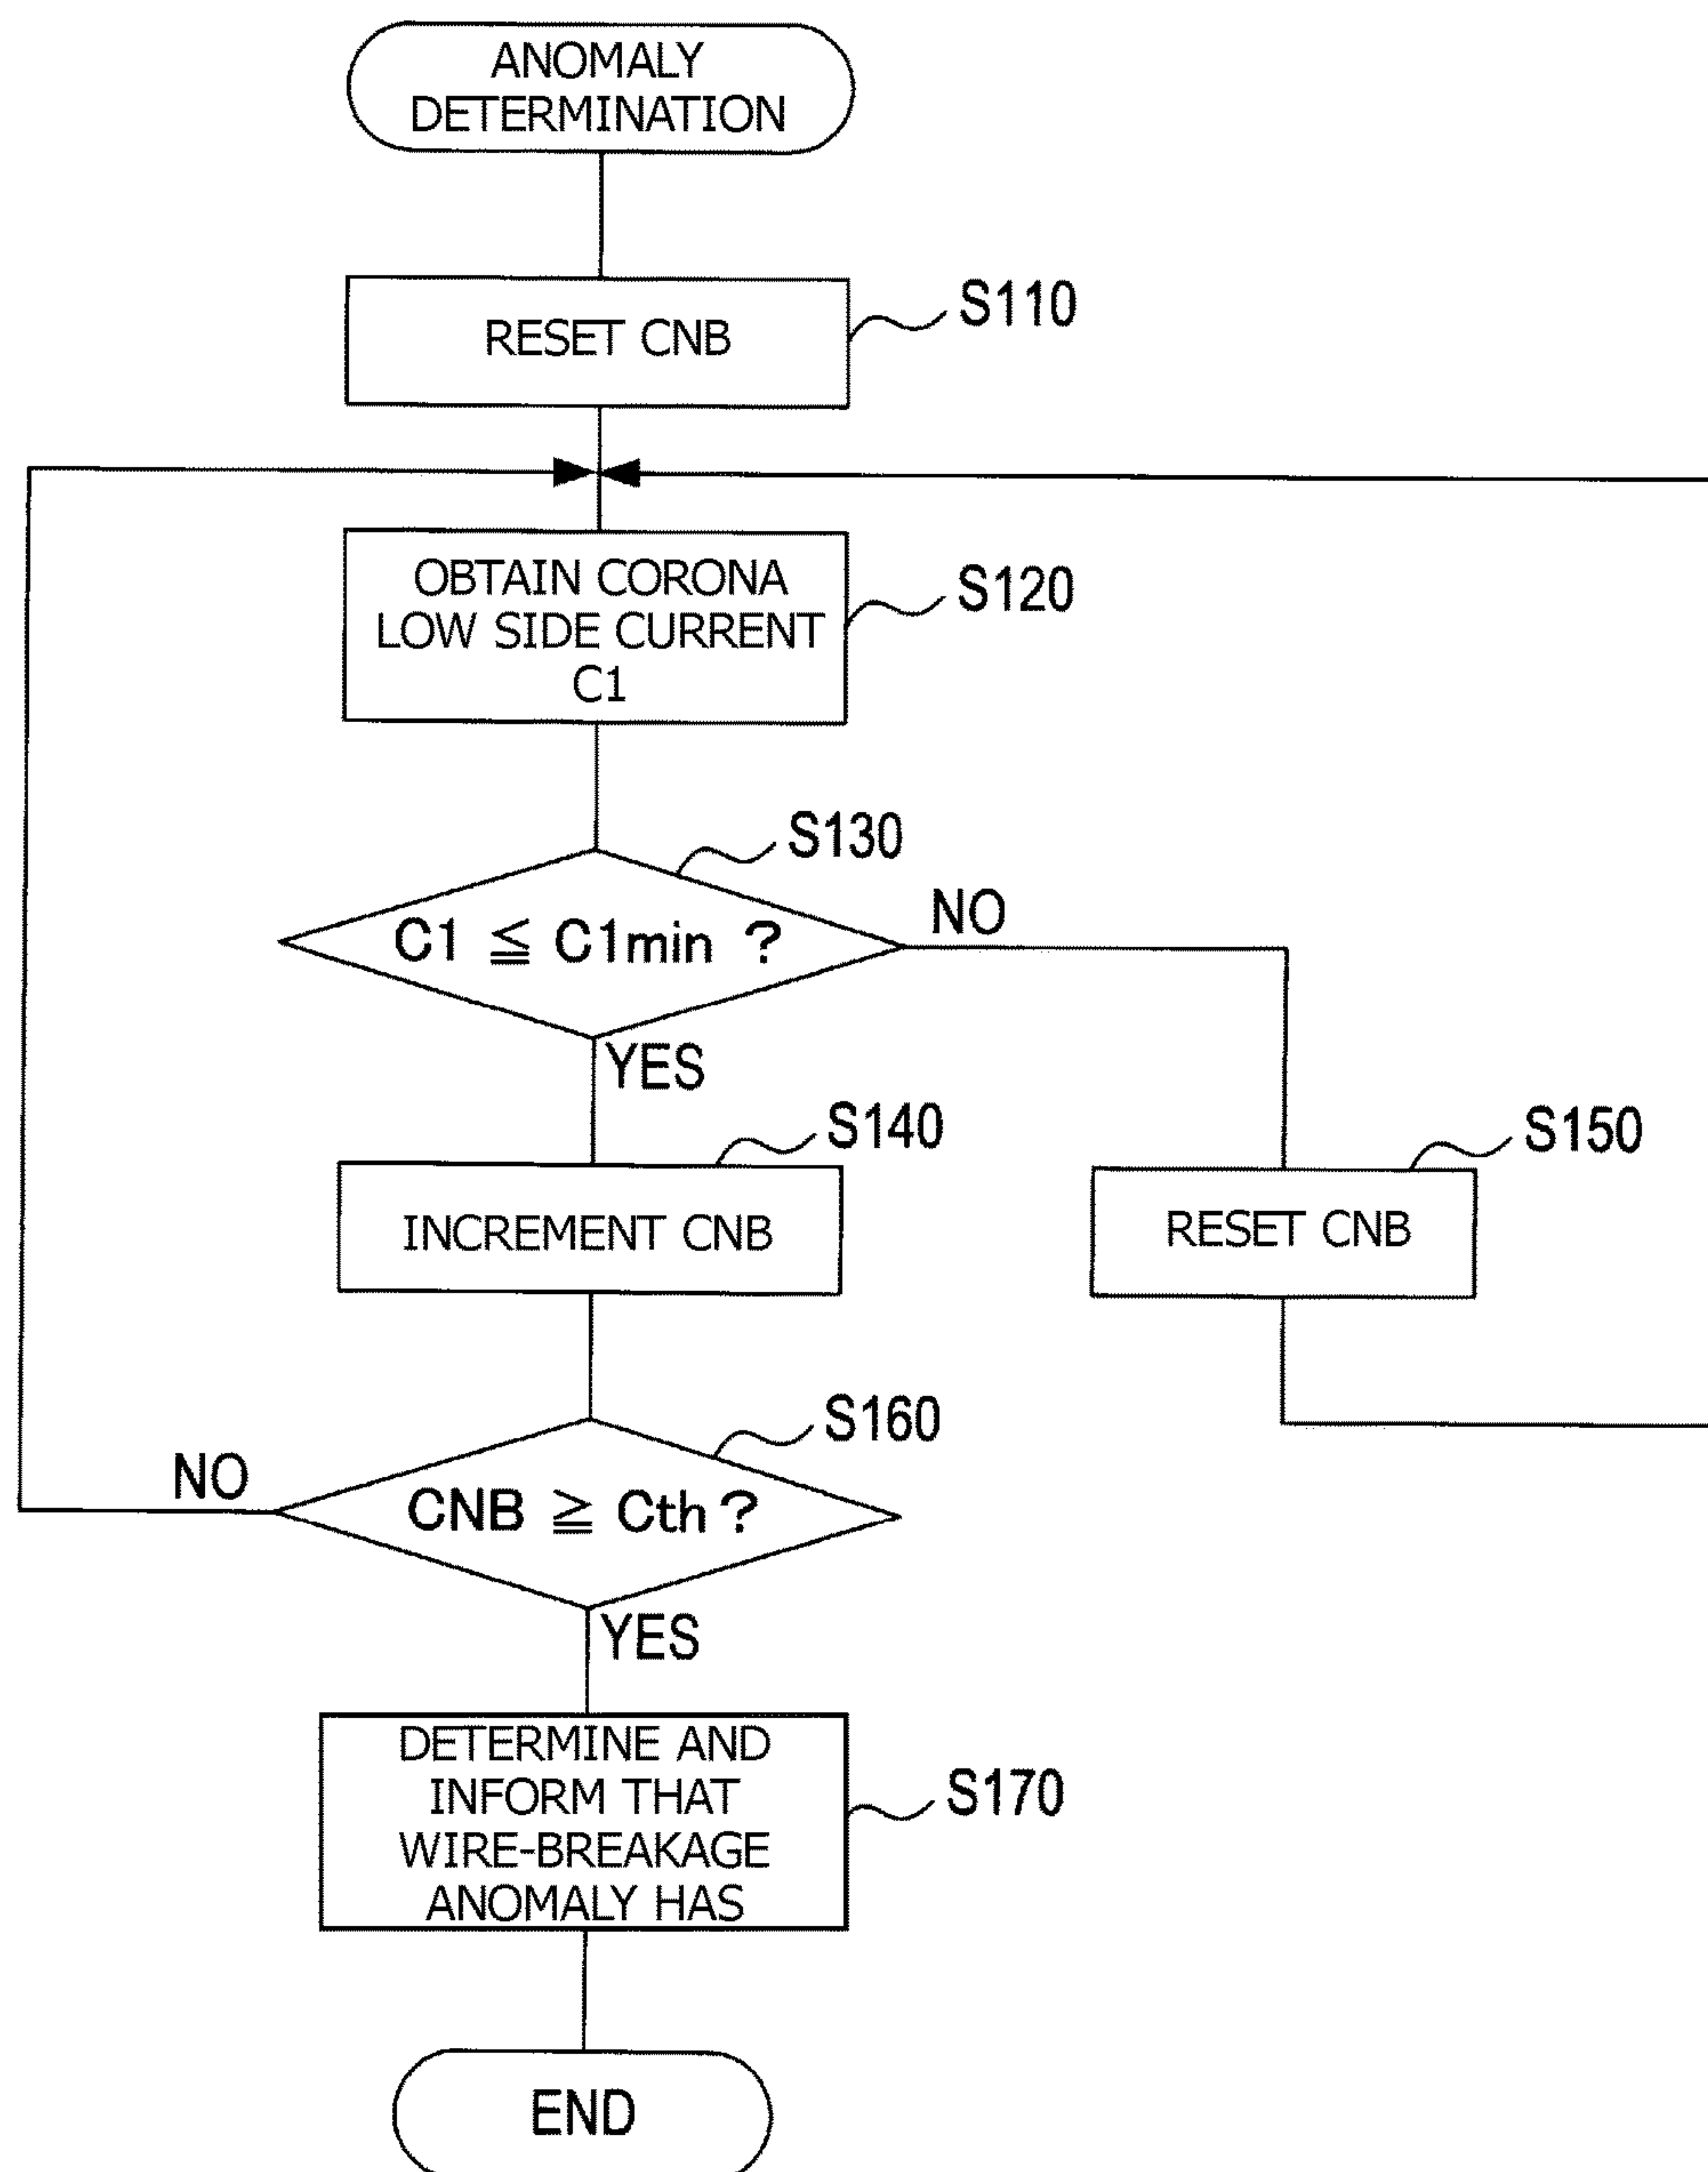 ANOMALY
DETERMINATION
RESET CNB
S110
OBTAIN CORONA
LOW SIDE CURRENT
C1
S120
S130
C1 ≦ C1min ?
NO
YES
S140
INCREMENT CNB
S150
RESET CNB
S160
NO
CNB ≧ Cth ?
YES
DETERMINE AND
INFORM THAT
WIRE-BREAKAGE
ANOMALY HAS
S170
END